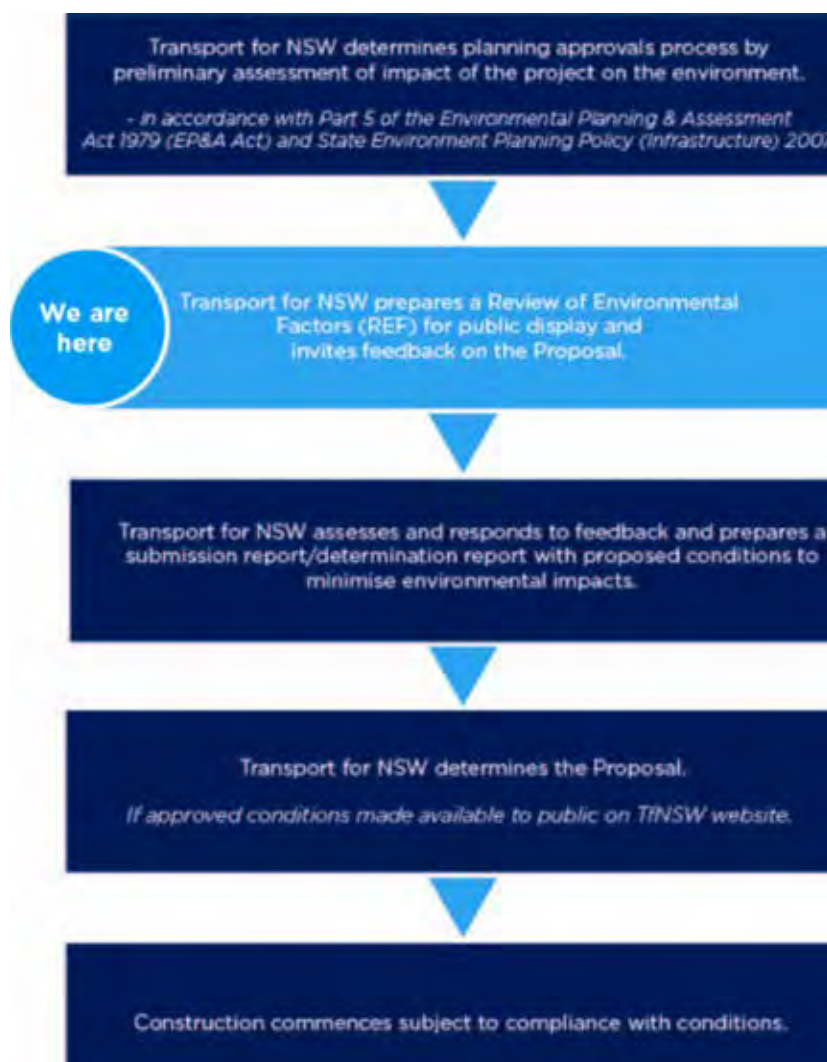 Transport for NSW determines planning approvals process by
preliminary assessment of impact of the project on the environment.
- In accordance with Part 5 of the Environmental Planning & Assessment
Act 1979 (EP&A Act) and State Environment Planning Policy (Infrastructure)
We are
here
Transport for NSW prepares a Review of Environmental
Factors (REF) for public display and
invites feedback on the Proposal.
Transport for NSW assesses and responds to feedback and prepares a
submission report/determination report with proposed conditions to
minimise environmental impacts.
Transport for NSW determines the Proposal.
If approved conditions made available to public on TfNSW website.
Construction commences subject to compliance with conditions.